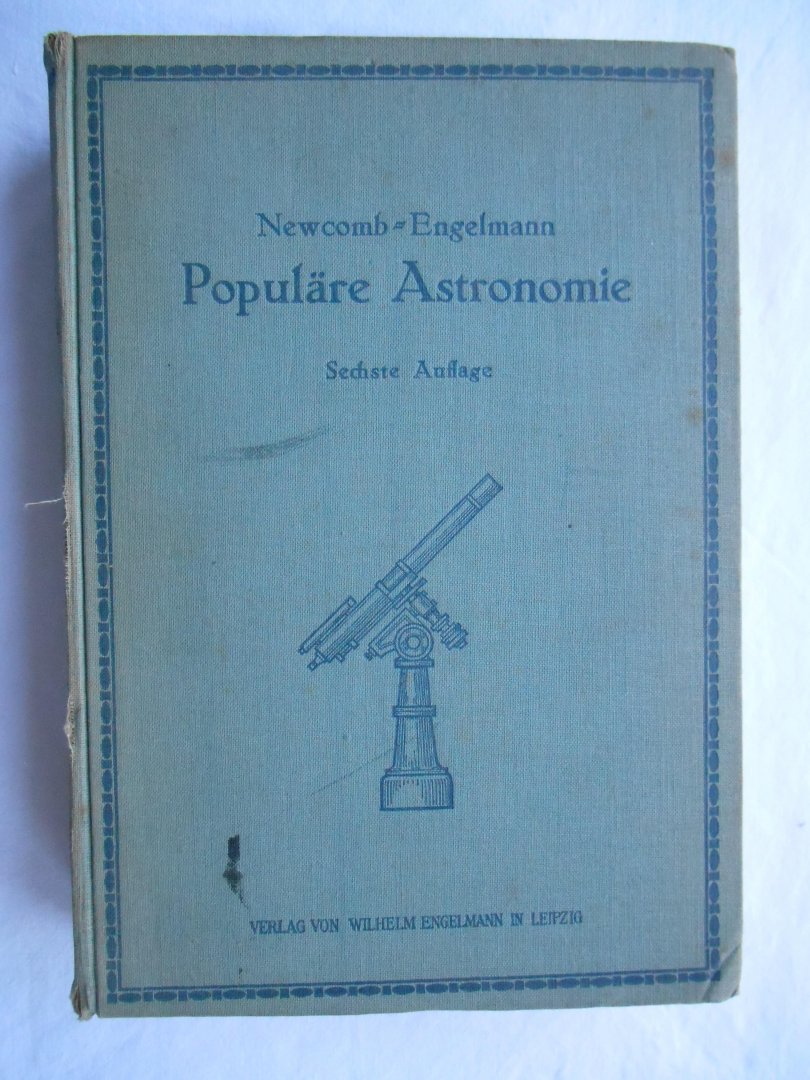 Newcomb=Engelmann
Populäre Astronomie
Sechste Auflage
VERLAG VON WILHELM ENGELMANN IN LEIPZIG